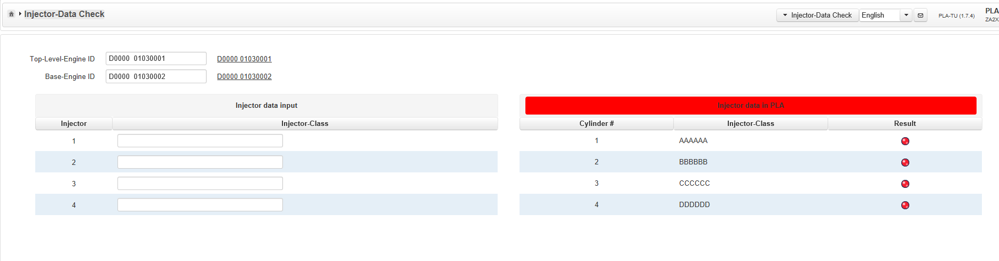 Injector-Data Check
Injector-Data Check English PLA-TU (1.7.4) PLA
ZA2X
Top-Level-Engine ID D0000  01030001 D0000 01030001
Base-Engine ID D0000  01030002 D0000 01030002
Injector data input
Injector Injector-Class
1
2
3
4
Injector data in PLA
Cylinder # Injector-Class Result
1 AAAAAA
2 BBBBBB
3 CCCCCC
4 DDDDDD